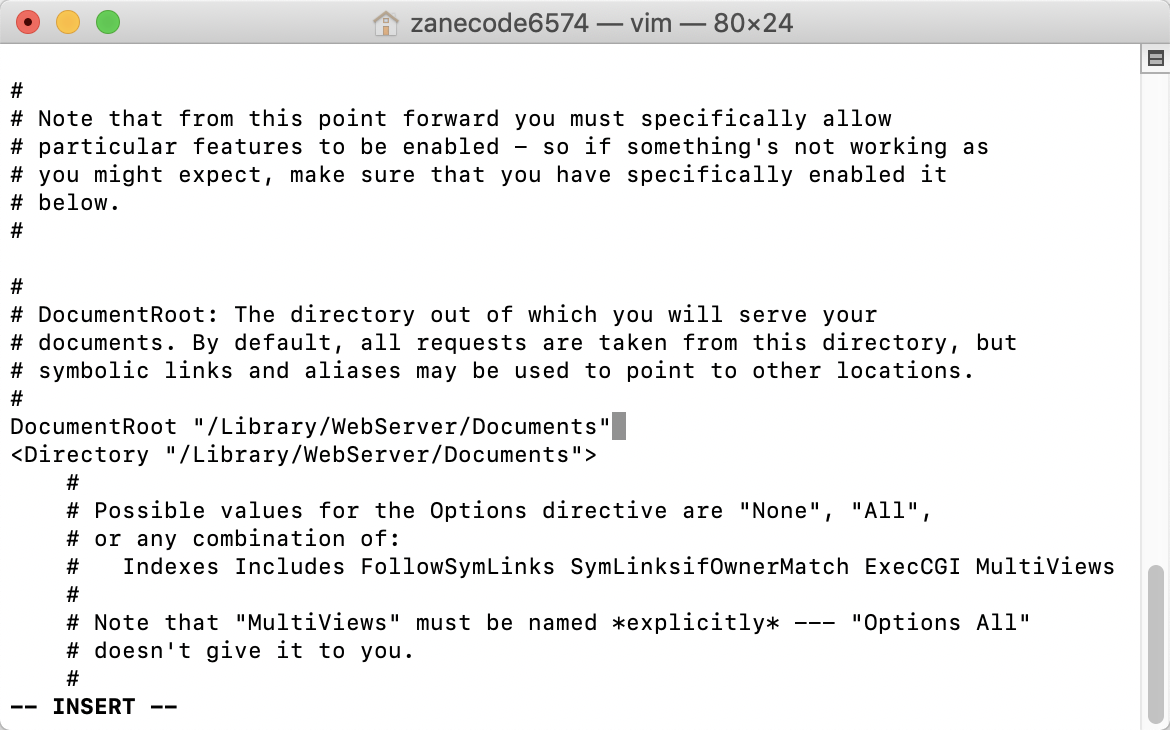 zanecode6574 — vim — 80×24
#
# Note that from this point forward you must specifically allow
# particular features to be enabled - so if something's not working as
# you might expect, make sure that you have specifically enabled it
# below.
#
#
# DocumentRoot: The directory out of which you will serve your
# documents. By default, all requests are taken from this directory, but
# symbolic links and aliases may be used to point to other locations.
#
DocumentRoot "/Library/WebServer/Documents"
<Directory "/Library/WebServer/Documents">
    #
    # Possible values for the Options directive are "None", "All",
    # or any combination of:
    #   Indexes Includes FollowSymLinks SymLinksifOwnerMatch ExecCGI MultiViews
    #
    # Note that "MultiViews" must be named *explicitly* --- "Options All"
    # doesn't give it to you.
    #
-- INSERT --